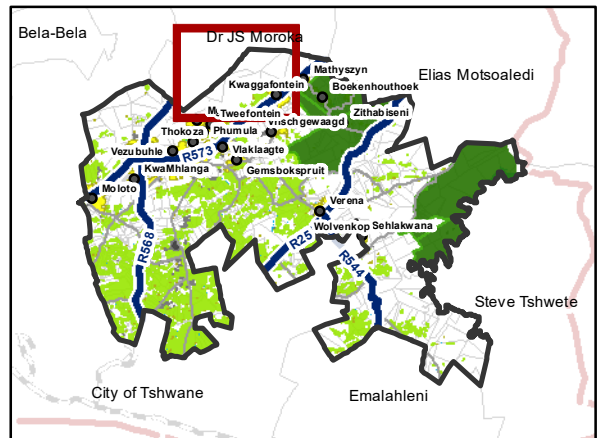 Bela-Bela
Dr JS Moroka
Elias Motsoaledi
Mathyszyn
Kwaggafontein
Boekenhouthoek
Tweefontein
Zithabiseni
Vrischgewaagd
Thokoza
Phumula
Vezubuhle
R573
Vlaklaagte
KwaMhlanga
Gemsbokspruit
Moloto
Verena
R568
R25
Wolvenkop
Sehlakwana
R544
Steve Tshwete
City of Tshwane
Emalahleni